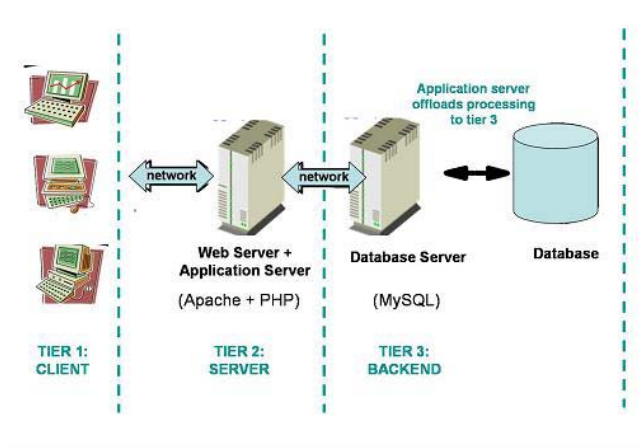 Application server
offloads processing
to tier 3
network
network
Web Server +
Application Server
(Apache + PHP)
Database Server
(MySQL)
Database
TIER 1:
CLIENT
TIER 2:
SERVER
TIER 3:
BACKEND